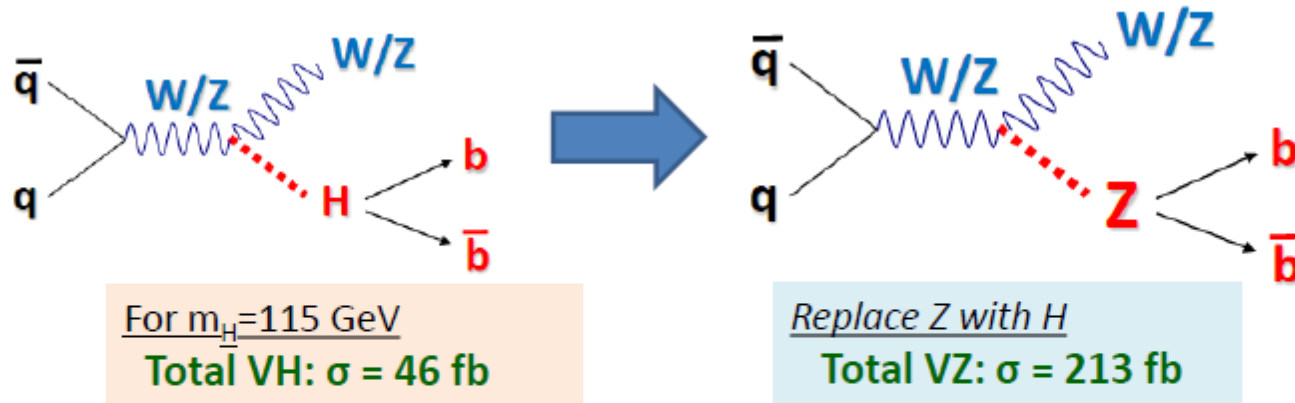 q̄
q
W/Z
W/Z
H
b
b̄
For mH=115 GeV
Total VH: σ = 46 fb
q̄
q
W/Z
W/Z
Z
b
b̄
Replace Z with H
Total VZ: σ = 213 fb